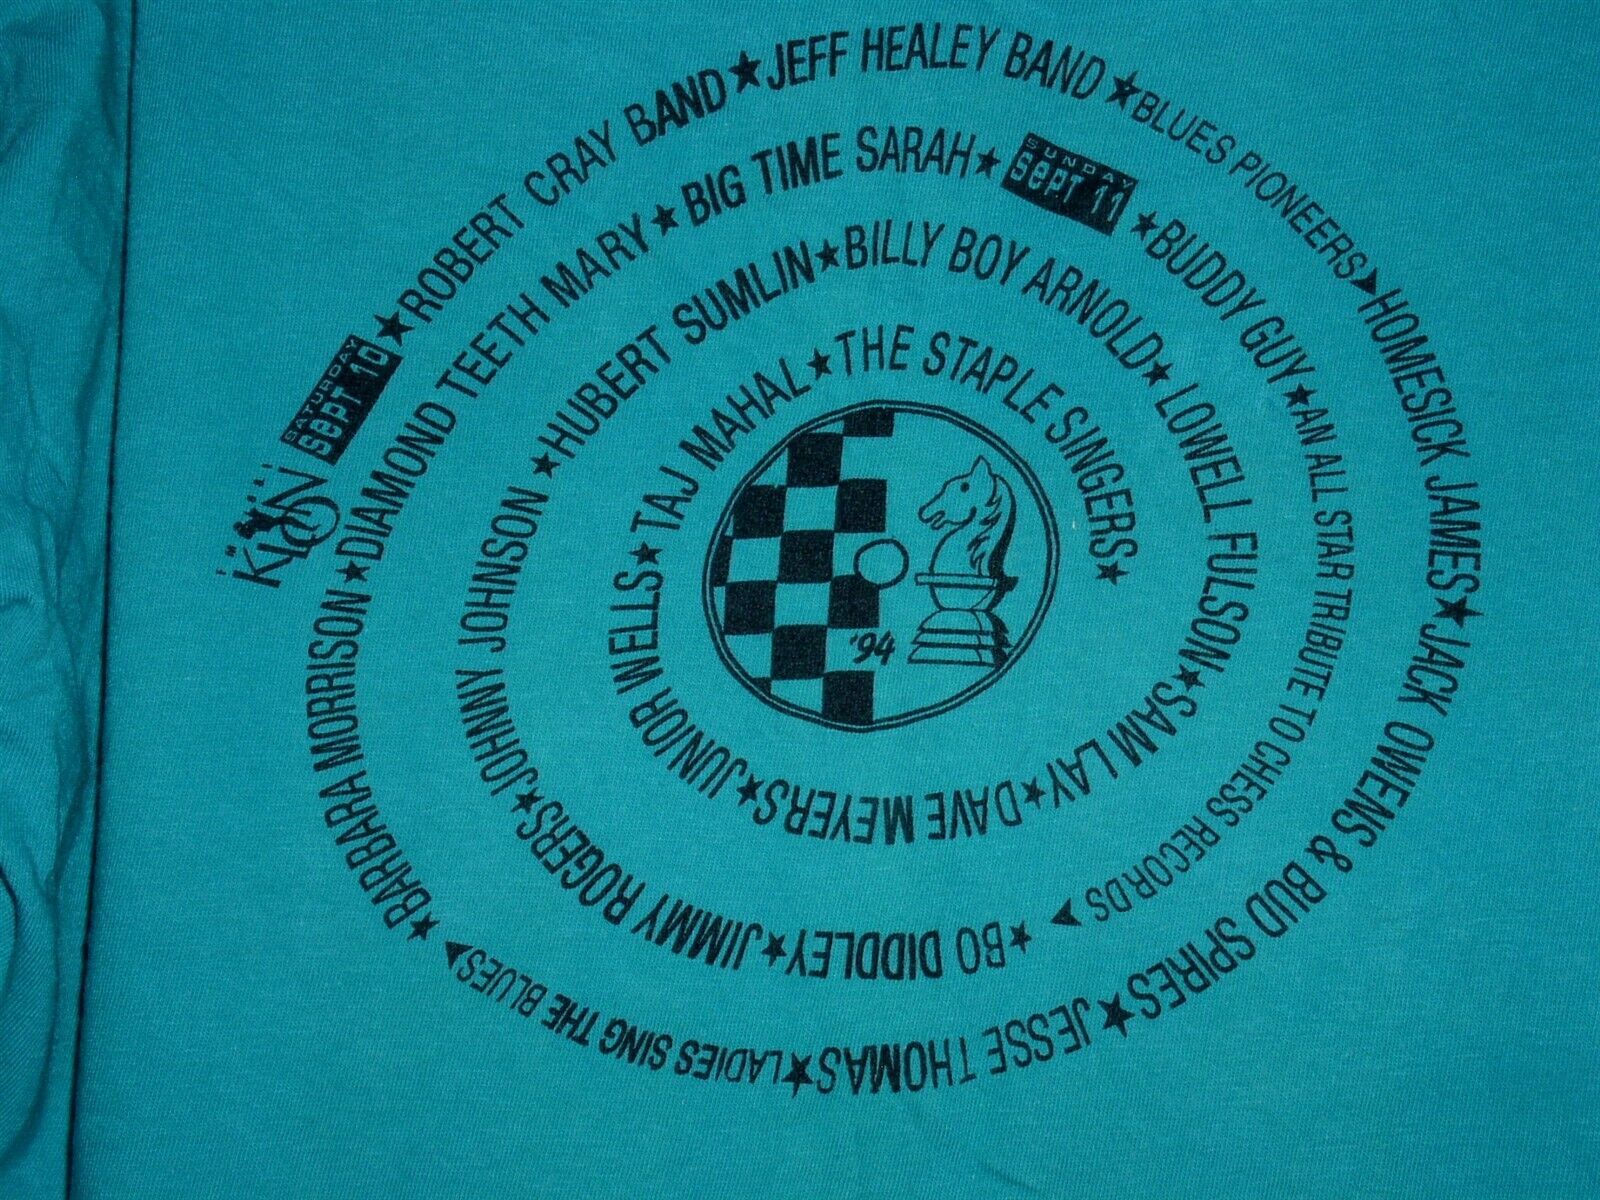 KLON
SATURDAY
SEPT 10
★ROBERT CRAY BAND★JEFF HEALEY BAND★BLUES PIONEERS▶HOMESICK JAMES★JACK OWENS & BUD SPIRES★JESSE THOMAS★LADIES SING THE BLUES▶★BARBARA MORRISON★DIAMOND TEETH MARY★BIG TIME SARAH★
SUNDAY
SEPT 11
★BUDDY GUY★AN ALL STAR TRIBUTE TO CHESS RECORDS▶★BO DIDDLEY★JIMMY ROGERS★JOHNNY JOHNSON★HUBERT SUMLIN★BILLY BOY ARNOLD★LOWELL FULSON★SAM LAY★DAVE MEYERS★JUNIOR WELLS★TAJ MAHAL★THE STAPLE SINGERS★
'94